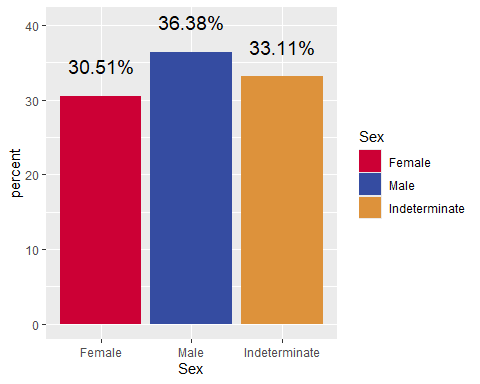 40
30
20
10
0
percent
30.51%
36.38%
33.11%
Female
Male
Indeterminate
Sex
Sex
Female
Male
Indeterminate